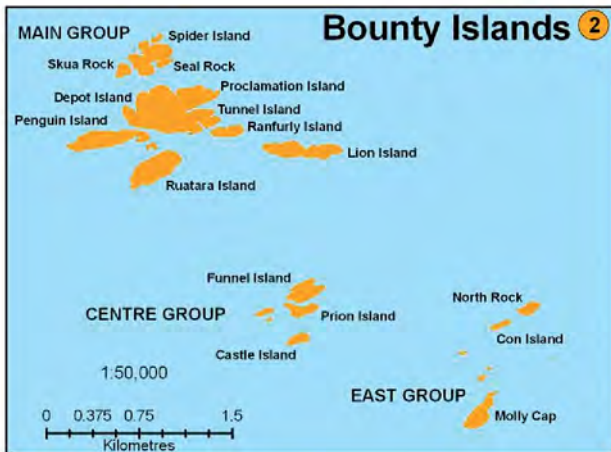 Bounty Islands 2
MAIN GROUP
Spider Island
Skua Rock
Seal Rock
Proclamation Island
Depot Island
Tunnel Island
Penguin Island
Ranfurly Island
Lion Island
Ruatara Island
Funnel Island
North Rock
CENTRE GROUP
Prion Island
Con Island
Castle Island
1:50,000
EAST GROUP
0 0.375 0.75 1.5
Molly Cap
Kilometres